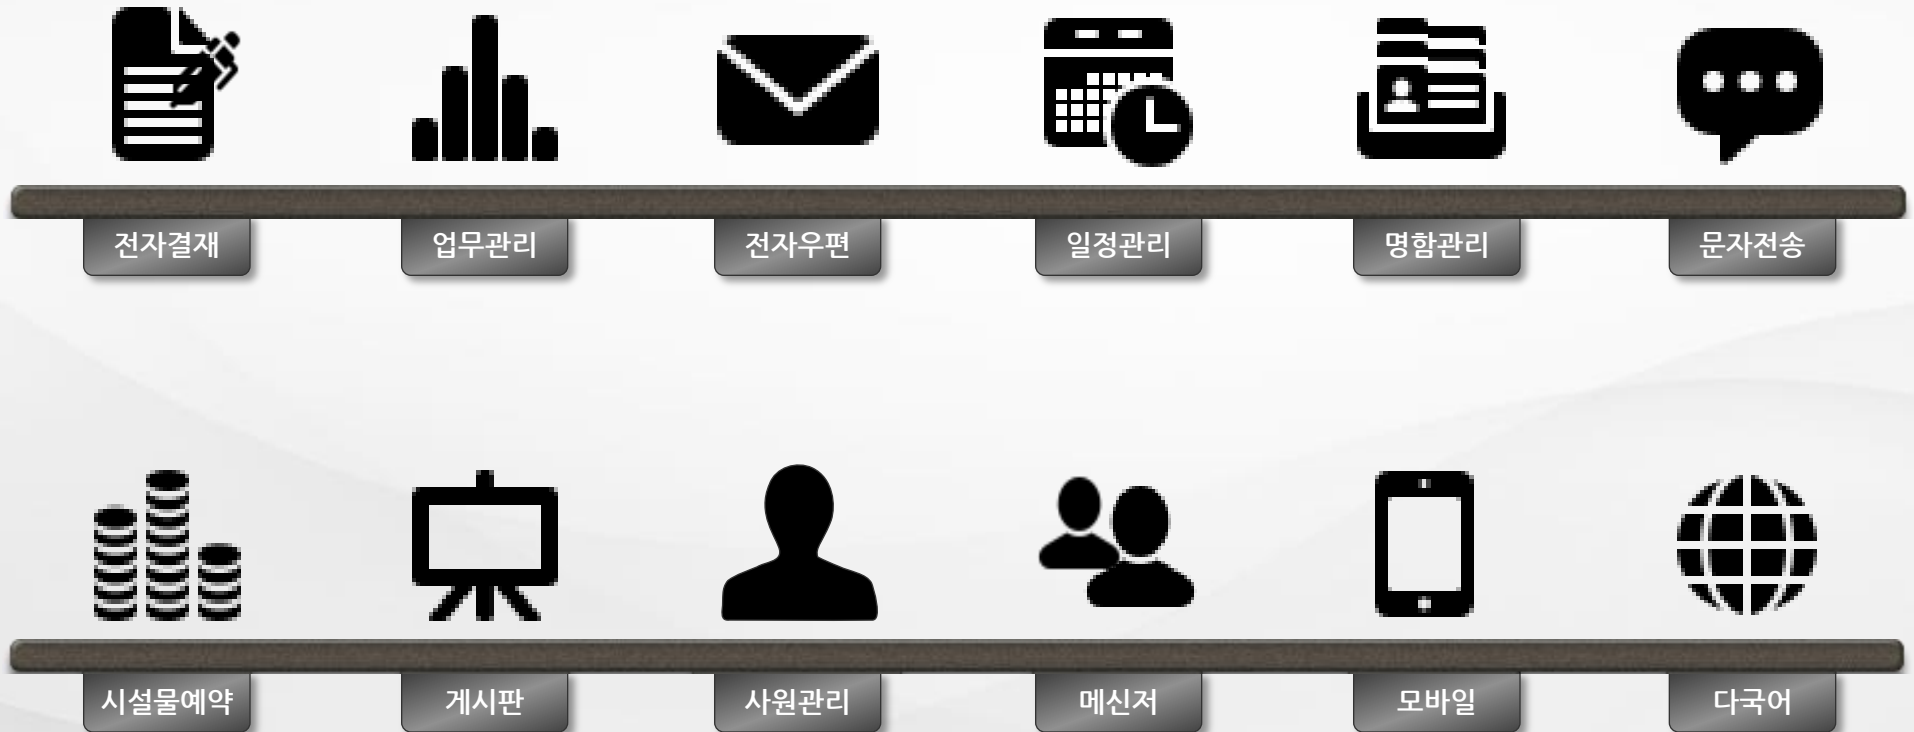 전자결재
업무관리
전자우편
일정관리
명함관리
문자전송
시설물예약
게시판
사원관리
메신저
모바일
다국어